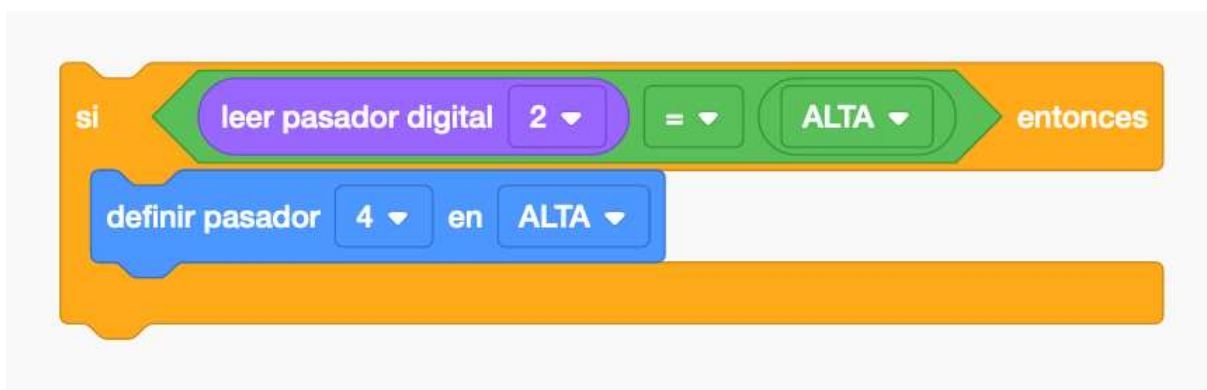 si leer pasador digital 2 = ALTA entonces
definir pasador 4 en ALTA